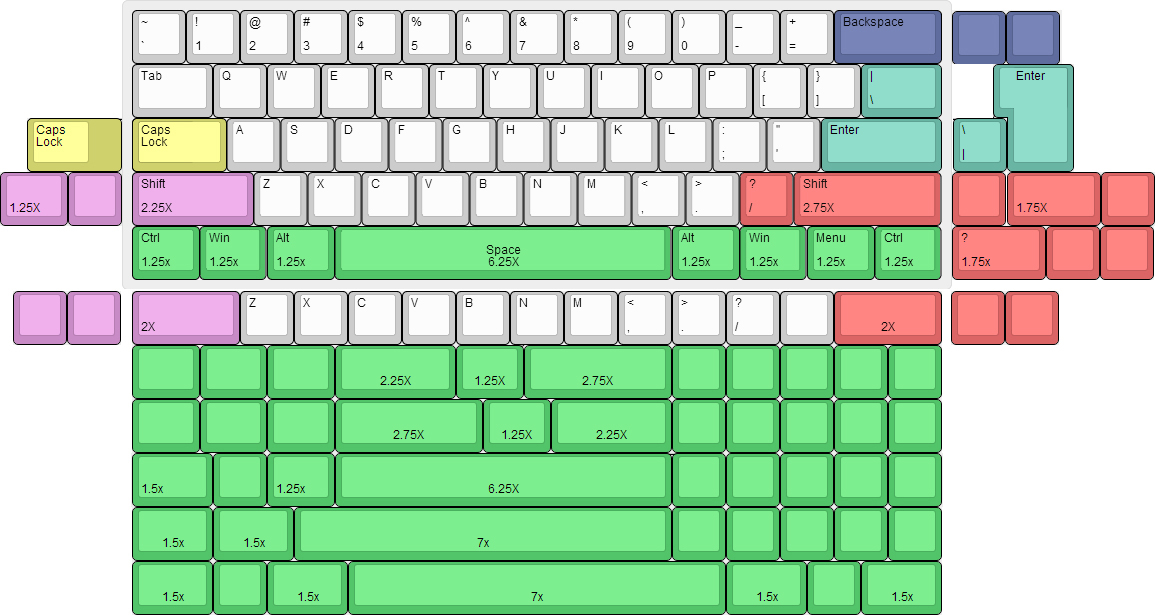 ~ ! @ # $ % ^ & * ( ) _ + Backspace
` 1 2 3 4 5 6 7 8 9 0 - =
Tab Q W E R T Y U I O P { } | Enter
[ ] \
Caps Caps A S D F G H J K L : " Enter \
Lock Lock ; ' |
Shift Z X C V B N M < > ? Shift
1.25X 2.25X , . / 2.75X 1.75X
Ctrl Win Alt Space Alt Win Menu Ctrl ?
1.25x 1.25x 1.25x 6.25X 1.25x 1.25x 1.25x 1.25x 1.75x
Z X C V B N M < > ?
2X , . / 2X
2.25X 1.25X 2.75X
2.75X 1.25X 2.25X
1.5x 1.25x 6.25X
1.5x 1.5x 7x
1.5x 1.5x 7x 1.5x 1.5x